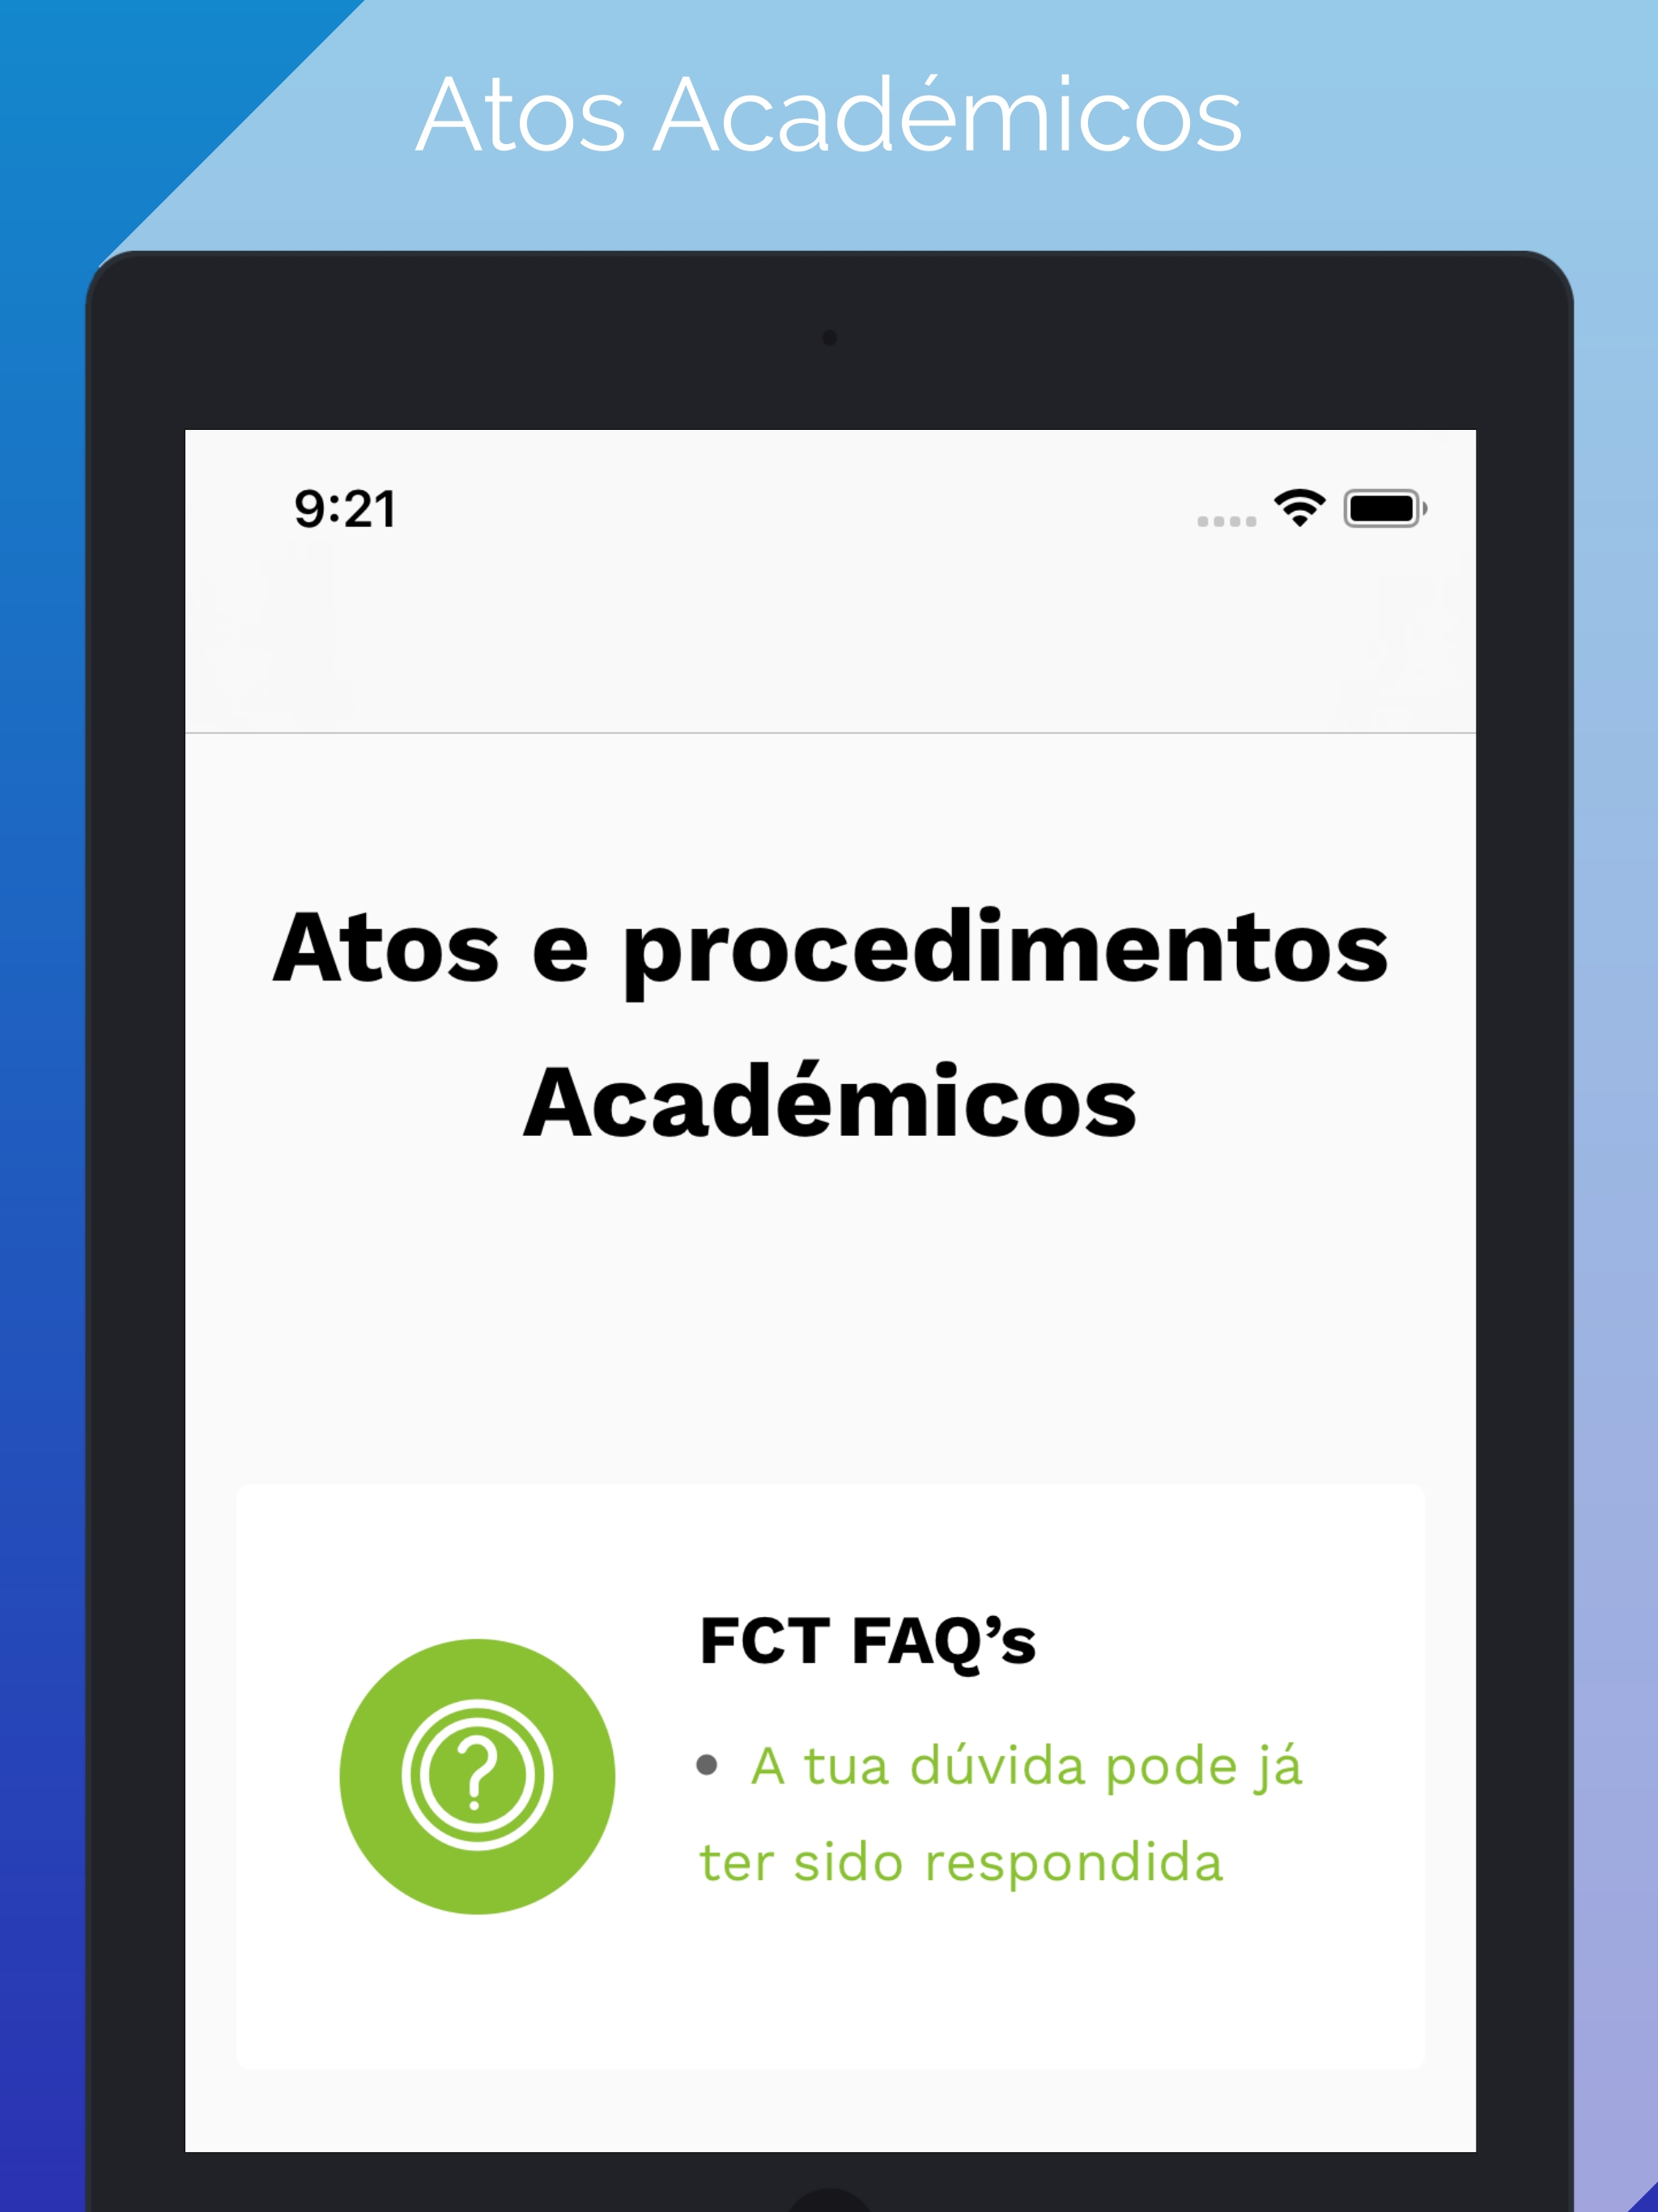 Atos Académicos
9:21
Atos e procedimentos
Académicos
FCT FAQ’s
• A tua dúvida pode já
ter sido respondida